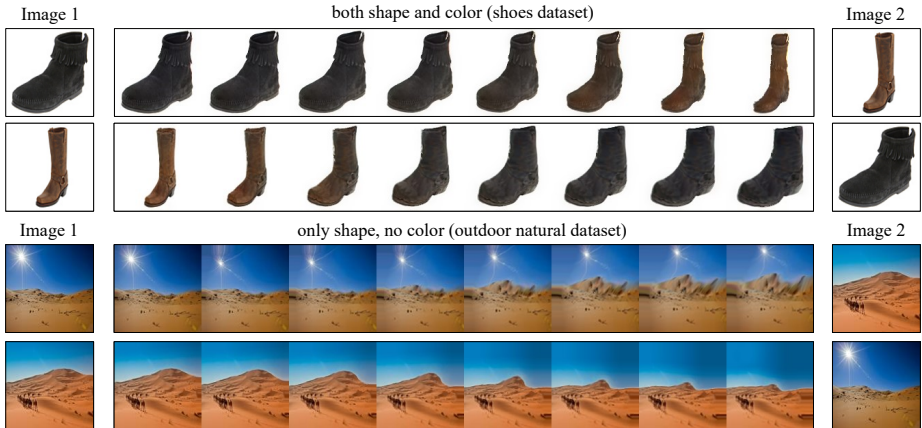 Image 1
both shape and color (shoes dataset)
Image 2
Image 1
only shape, no color (outdoor natural dataset)
Image 2